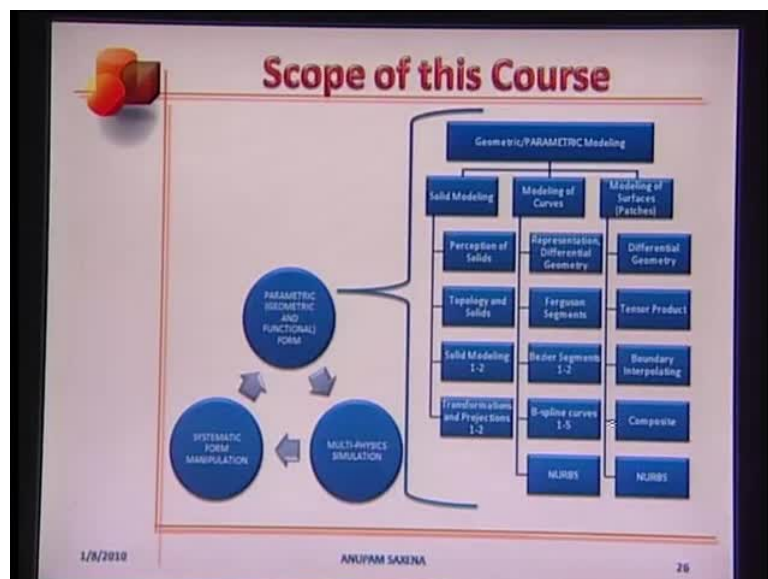 Scope of this Course
Geometric/PARAMETRIC Modeling
Solid Modeling
Modeling of
Curves
Modeling of
Surfaces
(Patches)
Perception of
Solids
Representation,
Differential
Geometry
Differential
Geometry
Topology and
Solids
Ferguson
Segments
Tensor Product
Solid Modeling
1-2
Bezier Segments
1-2
Boundary
Interpolating
Transformations
and Projections
1-2
B-spline curves
1-5
Composite
NURBS
NURBS
PARAMETRIC
(GEOMETRIC
AND
FUNCTIONAL)
FORM
SYSTEMATIC
FORM
MANIPULATION
MULTI-PHYSICS
SIMULATION
1/8/2010
ANUPAM SAXENA
26